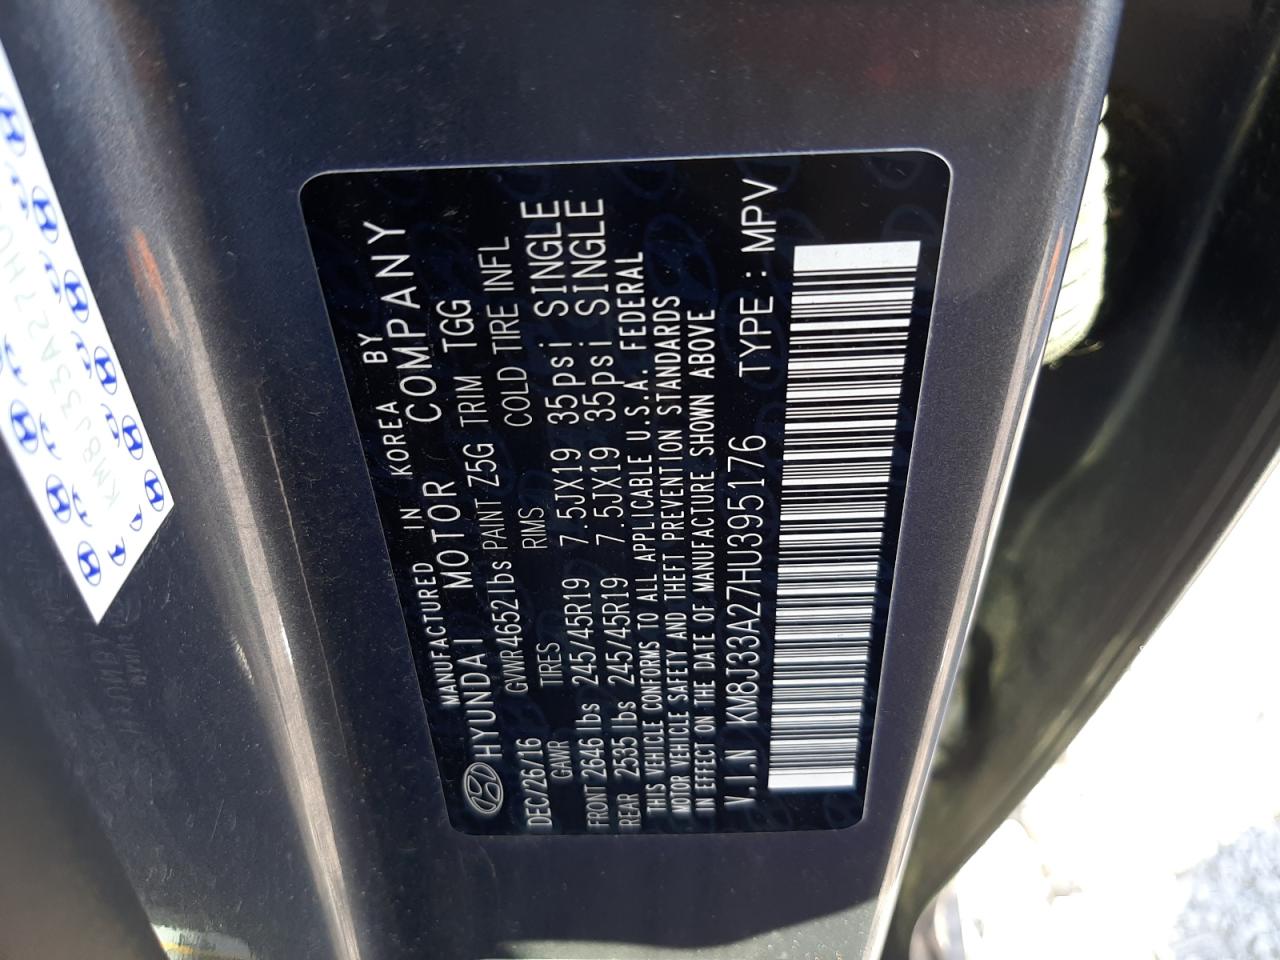 MANUFACTURED IN KOREA BY
HYUNDAI MOTOR COMPANY
DEC/26/16 GVWR 4652 lbs PAINT Z5G TRIM TGG
GAWR TIRES RIMS COLD TIRE INFL
FRONT 2646 lbs 245/45R19 7.5JX19 35psi SINGLE
REAR 2535 lbs 245/45R19 7.5JX19 35psi SINGLE
THIS VEHICLE CONFORMS TO ALL APPLICABLE U.S.A. FEDERAL
MOTOR VEHICLE SAFETY AND THEFT PREVENTION STANDARDS
IN EFFECT ON THE DATE OF MANUFACTURE SHOWN ABOVE
V.I.N KM8J33A27HU395176 TYPE : MPV
KM8J33A27HU